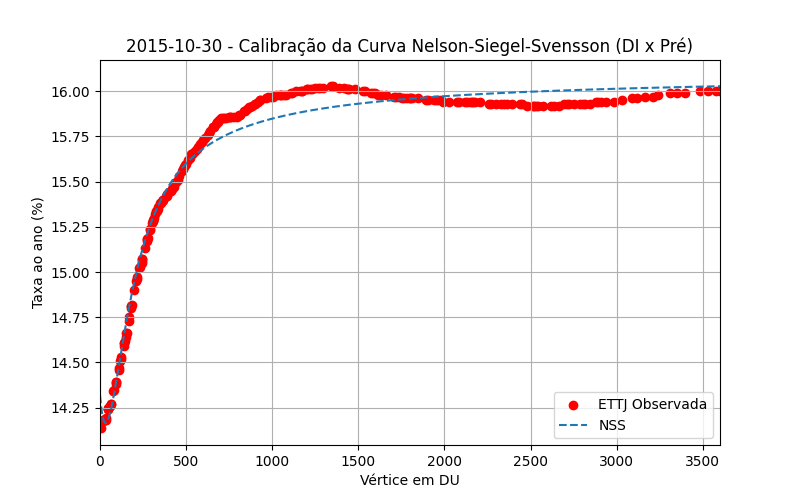 2015-10-30 - Calibração da Curva Nelson-Siegel-Svensson (DI x Pré)
Taxa ao ano (%)
16.00
15.75
15.50
15.25
15.00
14.75
14.50
14.25
ETTJ Observada
NSS
0 500 1000 1500 2000 2500 3000 3500
Vértice em DU